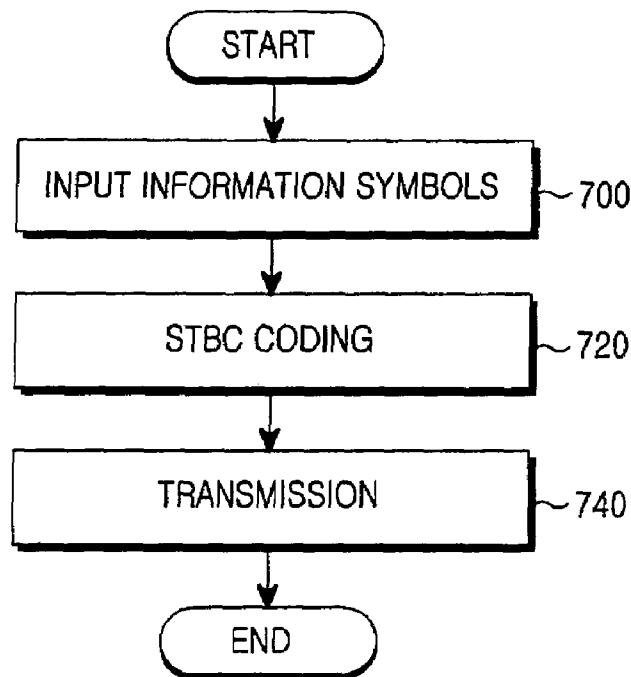 START
INPUT INFORMATION SYMBOLS
700
STBC CODING
720
TRANSMISSION
740
END